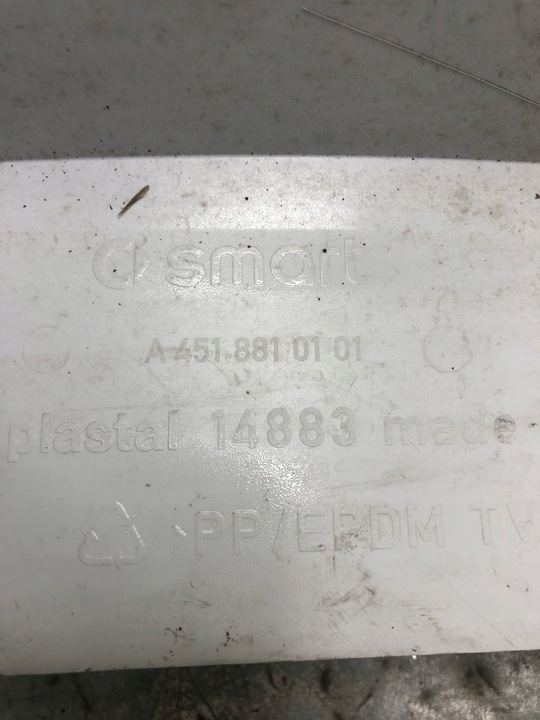 smart
A 451 881 01 01
plastal 14883 made
PP/EPDM TV